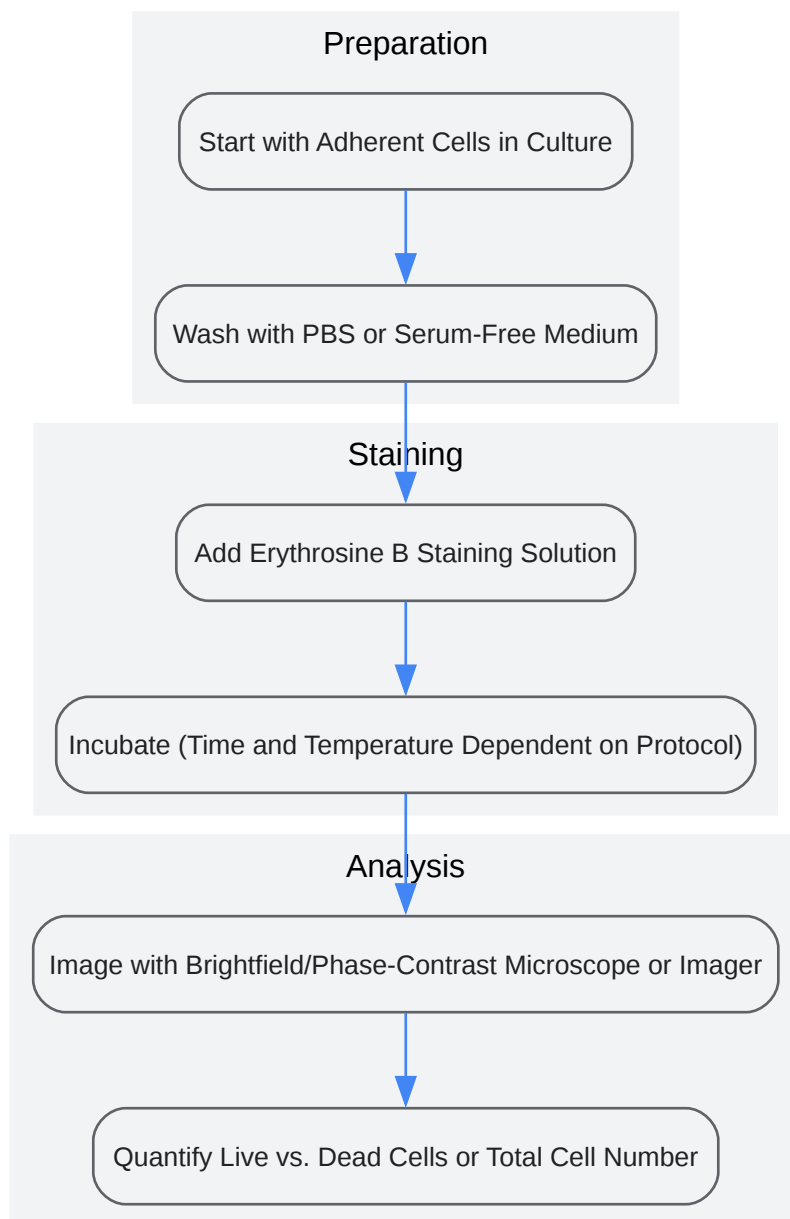 Preparation
Start with Adherent Cells in Culture
Wash with PBS or Serum-Free Medium
Staining
Add Erythrosine B Staining Solution
Incubate (Time and Temperature Dependent on Protocol)
Analysis
Image with Brightfield/Phase-Contrast Microscope or Imager
Quantify Live vs. Dead Cells or Total Cell Number